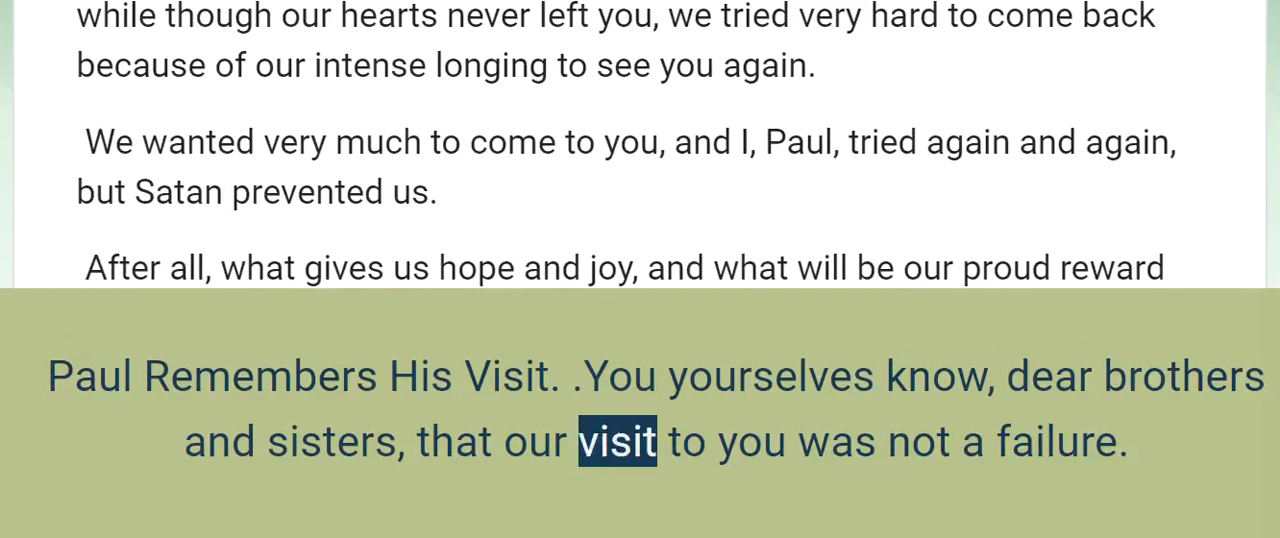 while though our hearts never left you, we tried very hard to come back
because of our intense longing to see you again.
We wanted very much to come to you, and I, Paul, tried again and again,
but Satan prevented us.
After all, what gives us hope and joy, and what will be our proud reward
Paul Remembers His Visit. .You yourselves know, dear brothers
and sisters, that our visit to you was not a failure.